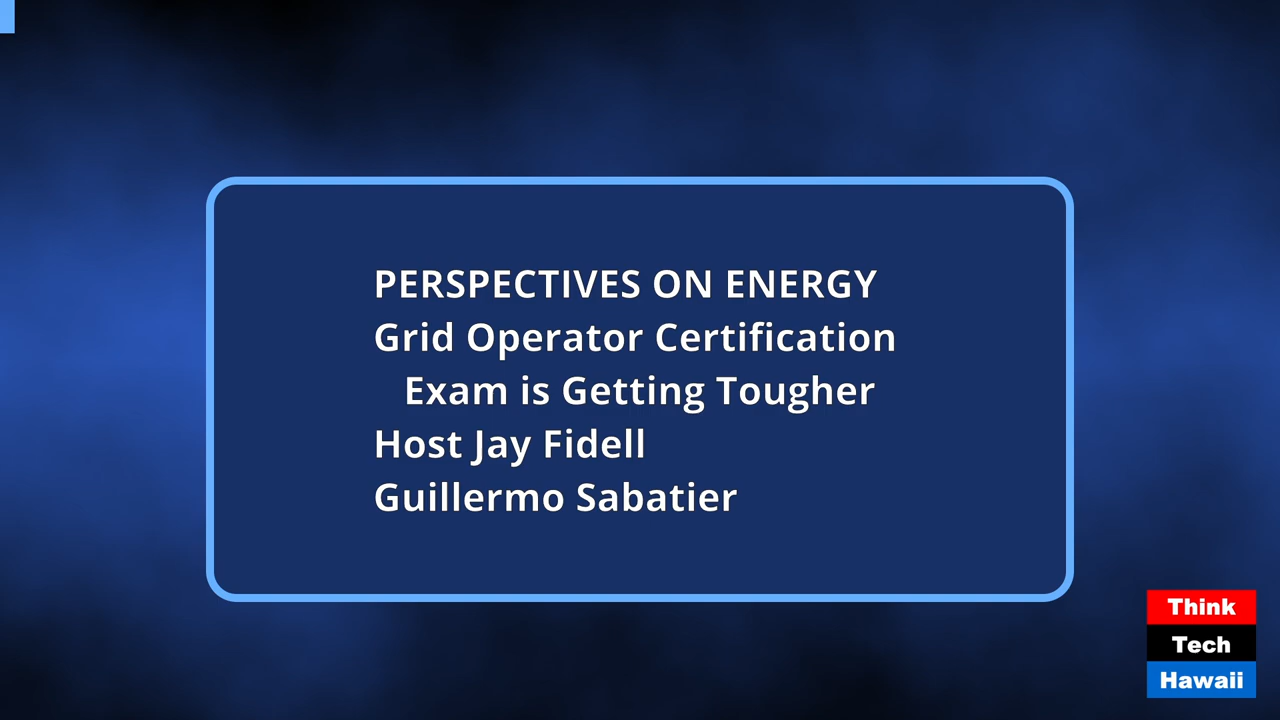 PERSPECTIVES ON ENERGY
Grid Operator Certification
Exam is Getting Tougher
Host Jay Fidell
Guillermo Sabatier
Think
Tech
Hawaii